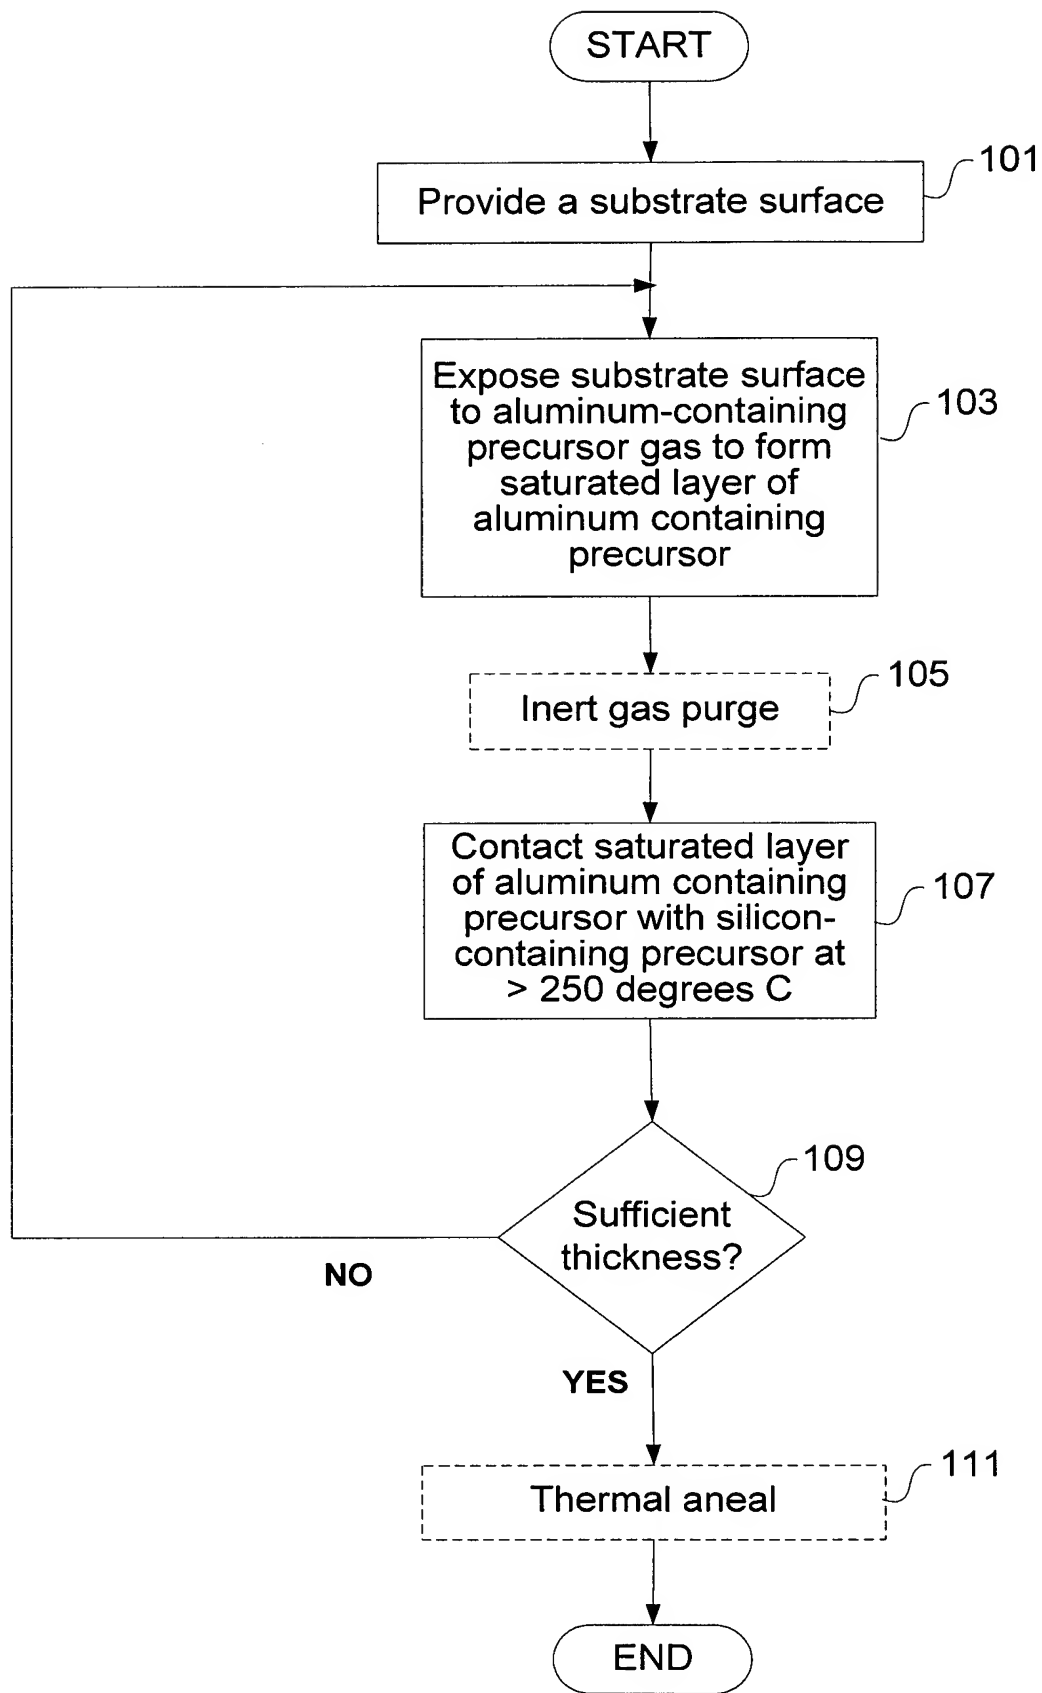 START
101
Provide a substrate surface
103
Expose substrate surface
to aluminum-containing
precursor gas to form
saturated layer of
aluminum containing
precursor
105
Inert gas purge
107
Contact saturated layer
of aluminum containing
precursor with silicon-
containing precursor at
> 250 degrees C
109
Sufficient
thickness?
NO
YES
111
Thermal aneal
END